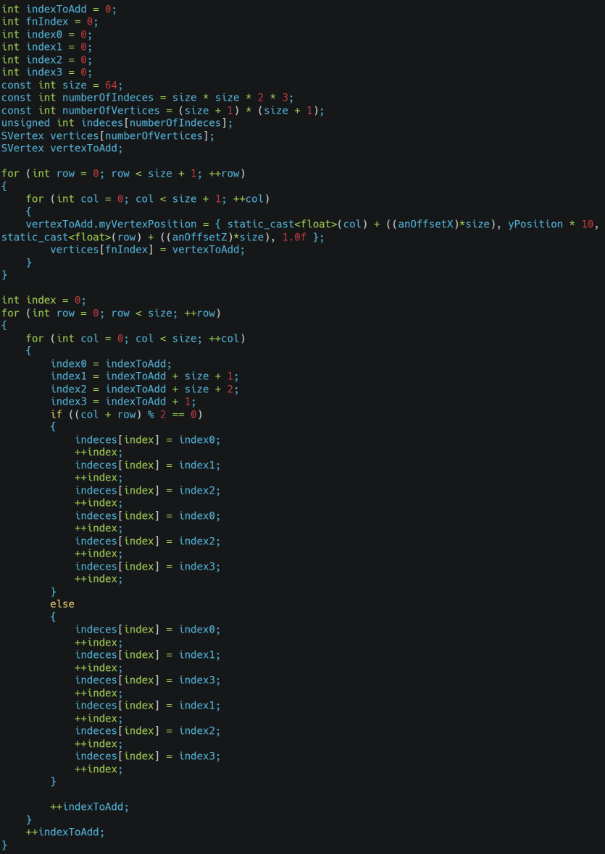 int indexToAdd = 0;
int fnIndex = 0;
int index0 = 0;
int index1 = 0;
int index2 = 0;
int index3 = 0;
const int size = 64;
const int numberOfIndeces = size * size * 2 * 3;
const int numberOfVertices = (size + 1) * (size + 1);
unsigned int indeces[numberOfIndeces];
SVertex vertices[numberOfVertices];
SVertex vertexToAdd;

for (int row = 0; row < size + 1; ++row)
{
    for (int col = 0; col < size + 1; ++col)
    {
    vertexToAdd.myVertexPosition = { static_cast<float>(col) + ((anOffsetX)*size), yPosition * 10,
static_cast<float>(row) + ((anOffsetZ)*size), 1.0f };
        vertices[fnIndex] = vertexToAdd;
    }
}

int index = 0;
for (int row = 0; row < size; ++row)
{
    for (int col = 0; col < size; ++col)
    {
        index0 = indexToAdd;
        index1 = indexToAdd + size + 1;
        index2 = indexToAdd + size + 2;
        index3 = indexToAdd + 1;
        if ((col + row) % 2 == 0)
        {
            indeces[index] = index0;
            ++index;
            indeces[index] = index1;
            ++index;
            indeces[index] = index2;
            ++index;
            indeces[index] = index0;
            ++index;
            indeces[index] = index2;
            ++index;
            indeces[index] = index3;
            ++index;
        }
        else
        {
            indeces[index] = index0;
            ++index;
            indeces[index] = index1;
            ++index;
            indeces[index] = index3;
            ++index;
            indeces[index] = index1;
            ++index;
            indeces[index] = index2;
            ++index;
            indeces[index] = index3;
            ++index;
        }

        ++indexToAdd;
    }
    ++indexToAdd;
}